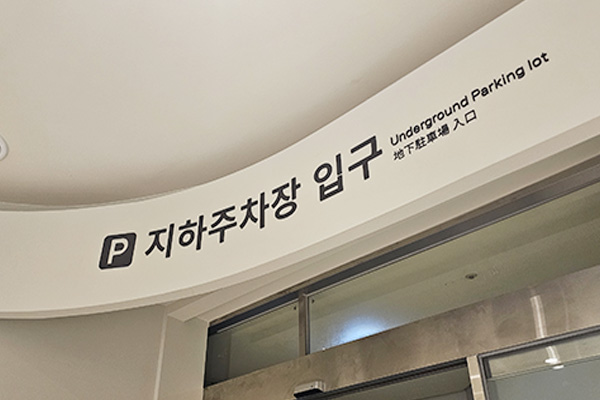 P 지하주차장 입구
Underground Parking lot
地下駐車場 入口